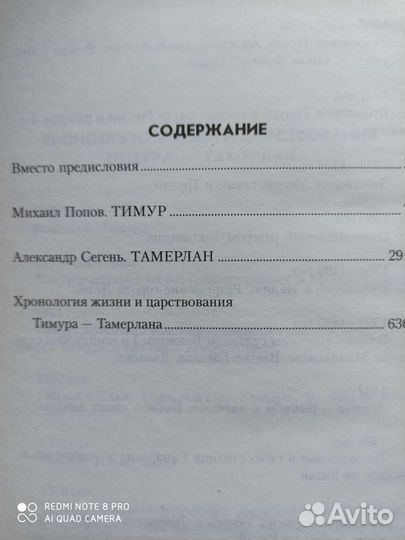 СОДЕРЖАНИЕ
Вместо предисловия
Михаил Попов. ТИМУР
Александр Сегень. ТАМЕРЛАН 29
Хронология жизни и царствования
Тимура — Тамерлана 636
REDMI NOTE 8 PRO
AI QUAD CAMERA
Avito